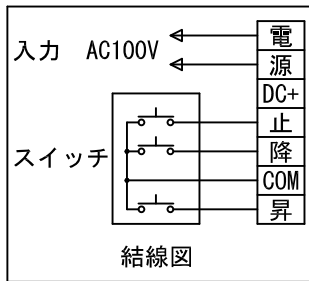 入力 AC100V
電
源
DC+
止
降
COM
昇
スイッチ
結線図